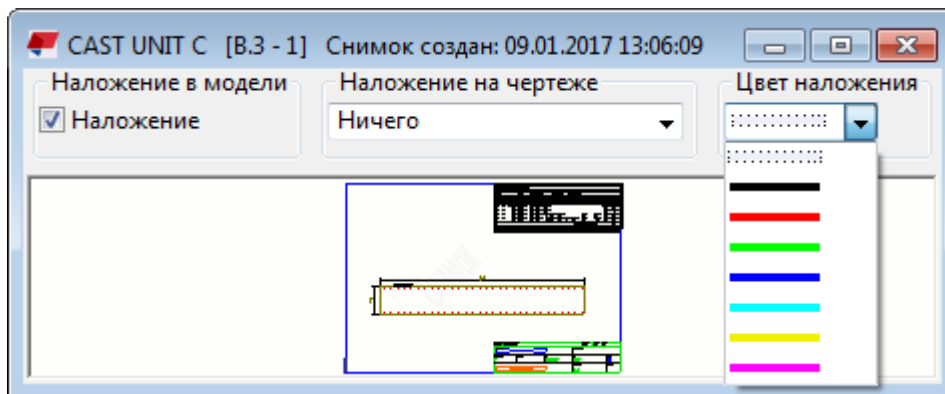 CAST UNIT C [B.3 - 1] Снимок создан: 09.01.2017 13:06:09
Наложение в модели Наложение на чертеже Цвет наложения
Наложение Ничего